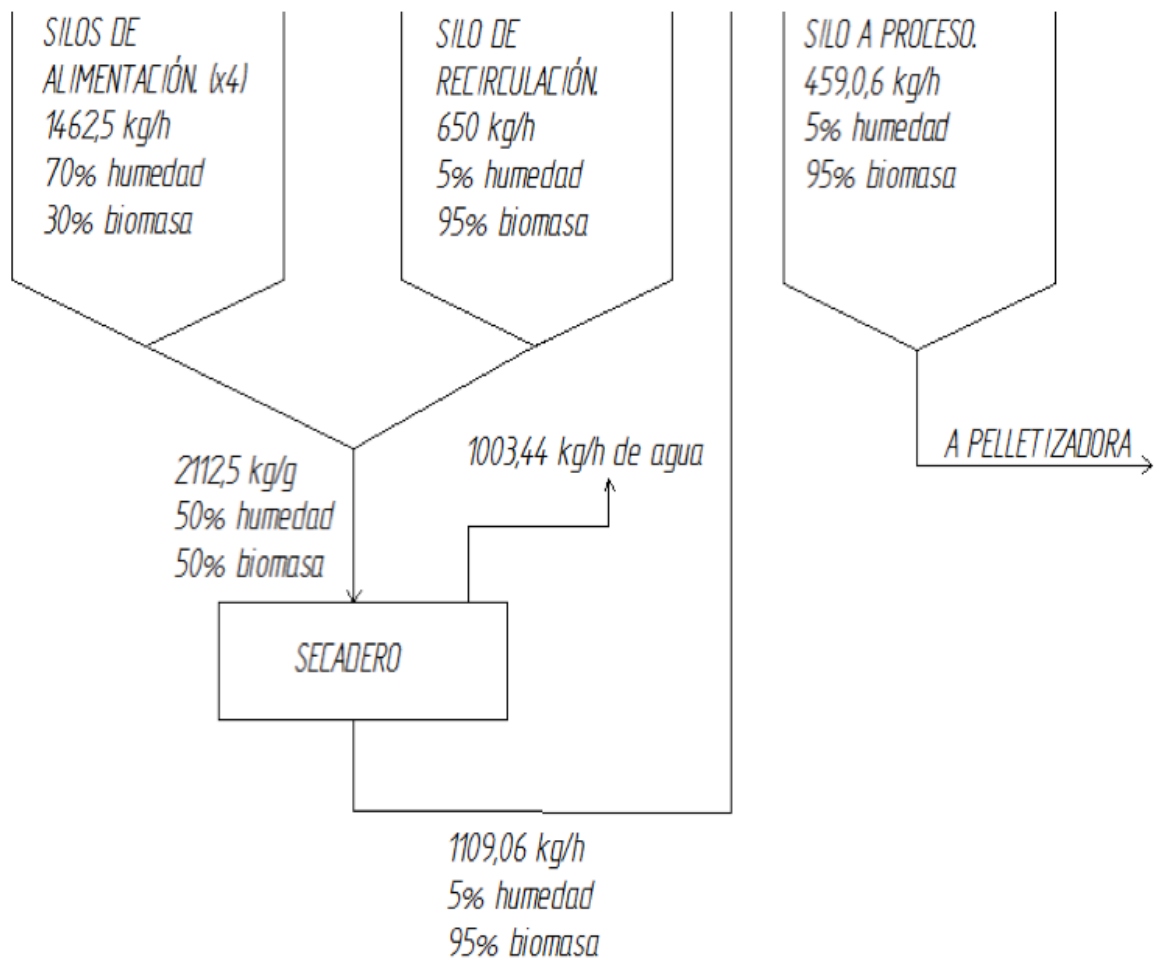 SILOS DE
ALIMENTACIÓN. (x4)
1462,5 kg/h
70% humedad
30% biomasa
SILO DE
RECIRCULACIÓN.
650 kg/h
5% humedad
95% biomasa
SILO A PROCESO.
459,0,6 kg/h
5% humedad
95% biomasa
A PELLETIZADORA
1003,44 kg/h de agua
2112,5 kg/g
50% humedad
50% biomasa
SECADERO
1109,06 kg/h
5% humedad
95% biomasa